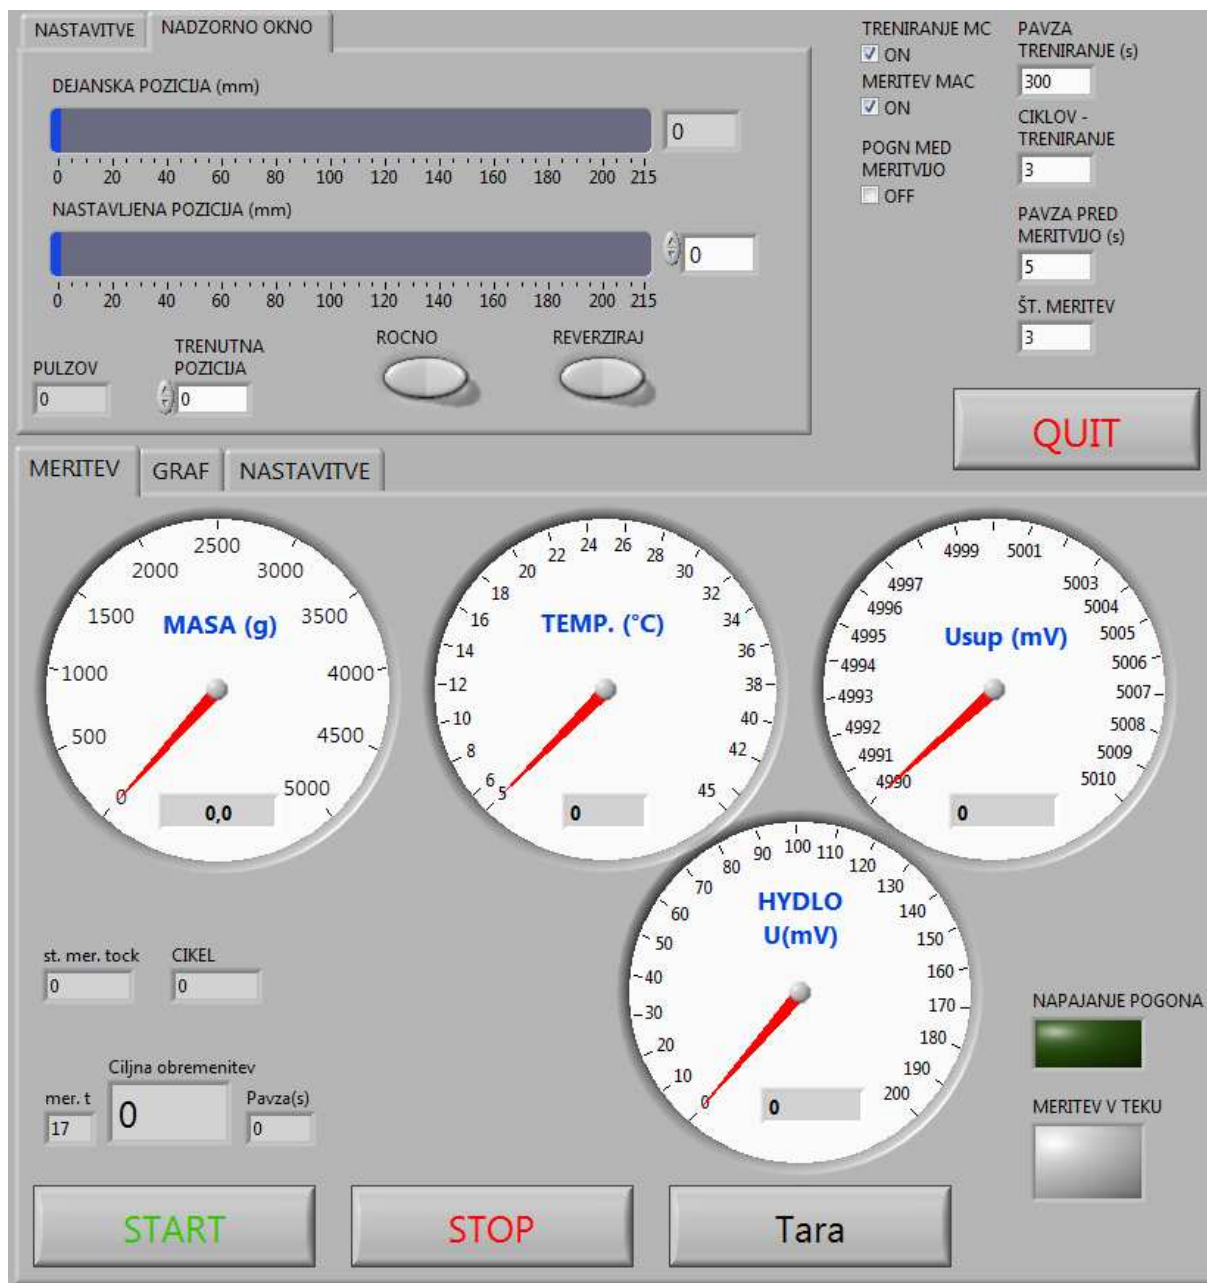 NASTAVITVE
NADZORNO OKNO
DEJANSKA POZICIJA (mm)
0
0 20 40 60 80 100 120 140 160 180 200 215
NASTAVLJENA POZICIJA (mm)
0
0 20 40 60 80 100 120 140 160 180 200 215
PULZOV
0
TRENUTNA
POZICIJA
0
ROCNO
REVERZIRAJ
TRENIRANJE MC
ON
MERITEV MAC
ON
POGN MED
MERITVIJO
OFF
PAVZA
TRENIRANJE (s)
300
CIKLOV -
TRENIRANJE
3
PAVZA PRED
MERITVIJO (s)
5
ŠT. MERITEV
3
QUIT
MERITEV
GRAF
NASTAVITVE
0 500 1000 1500 2000 2500 3000 3500 4000 4500 5000
MASA (g)
0,0
5 6 8 10 12 14 16 18 20 22 24 26 28 30 32 34 36 38 40 42 45
TEMP. (°C)
0
4990 4991 4992 4993 4994 4995 4996 4997 4999 5001 5003 5004 5005 5006 5007 5008 5009 5010
Usup (mV)
0
0 10 20 30 40 50 60 70 80 90 100 110 120 130 140 150 160 170 180 190 200
HYDLO
U(mV)
0
st. mer. tock
0
CIKEL
0
mer. t
17
Ciljna obremenitev
0
Pavza(s)
0
NAPAJANJE POGONA
MERITEV V TEKU
START
STOP
Tara